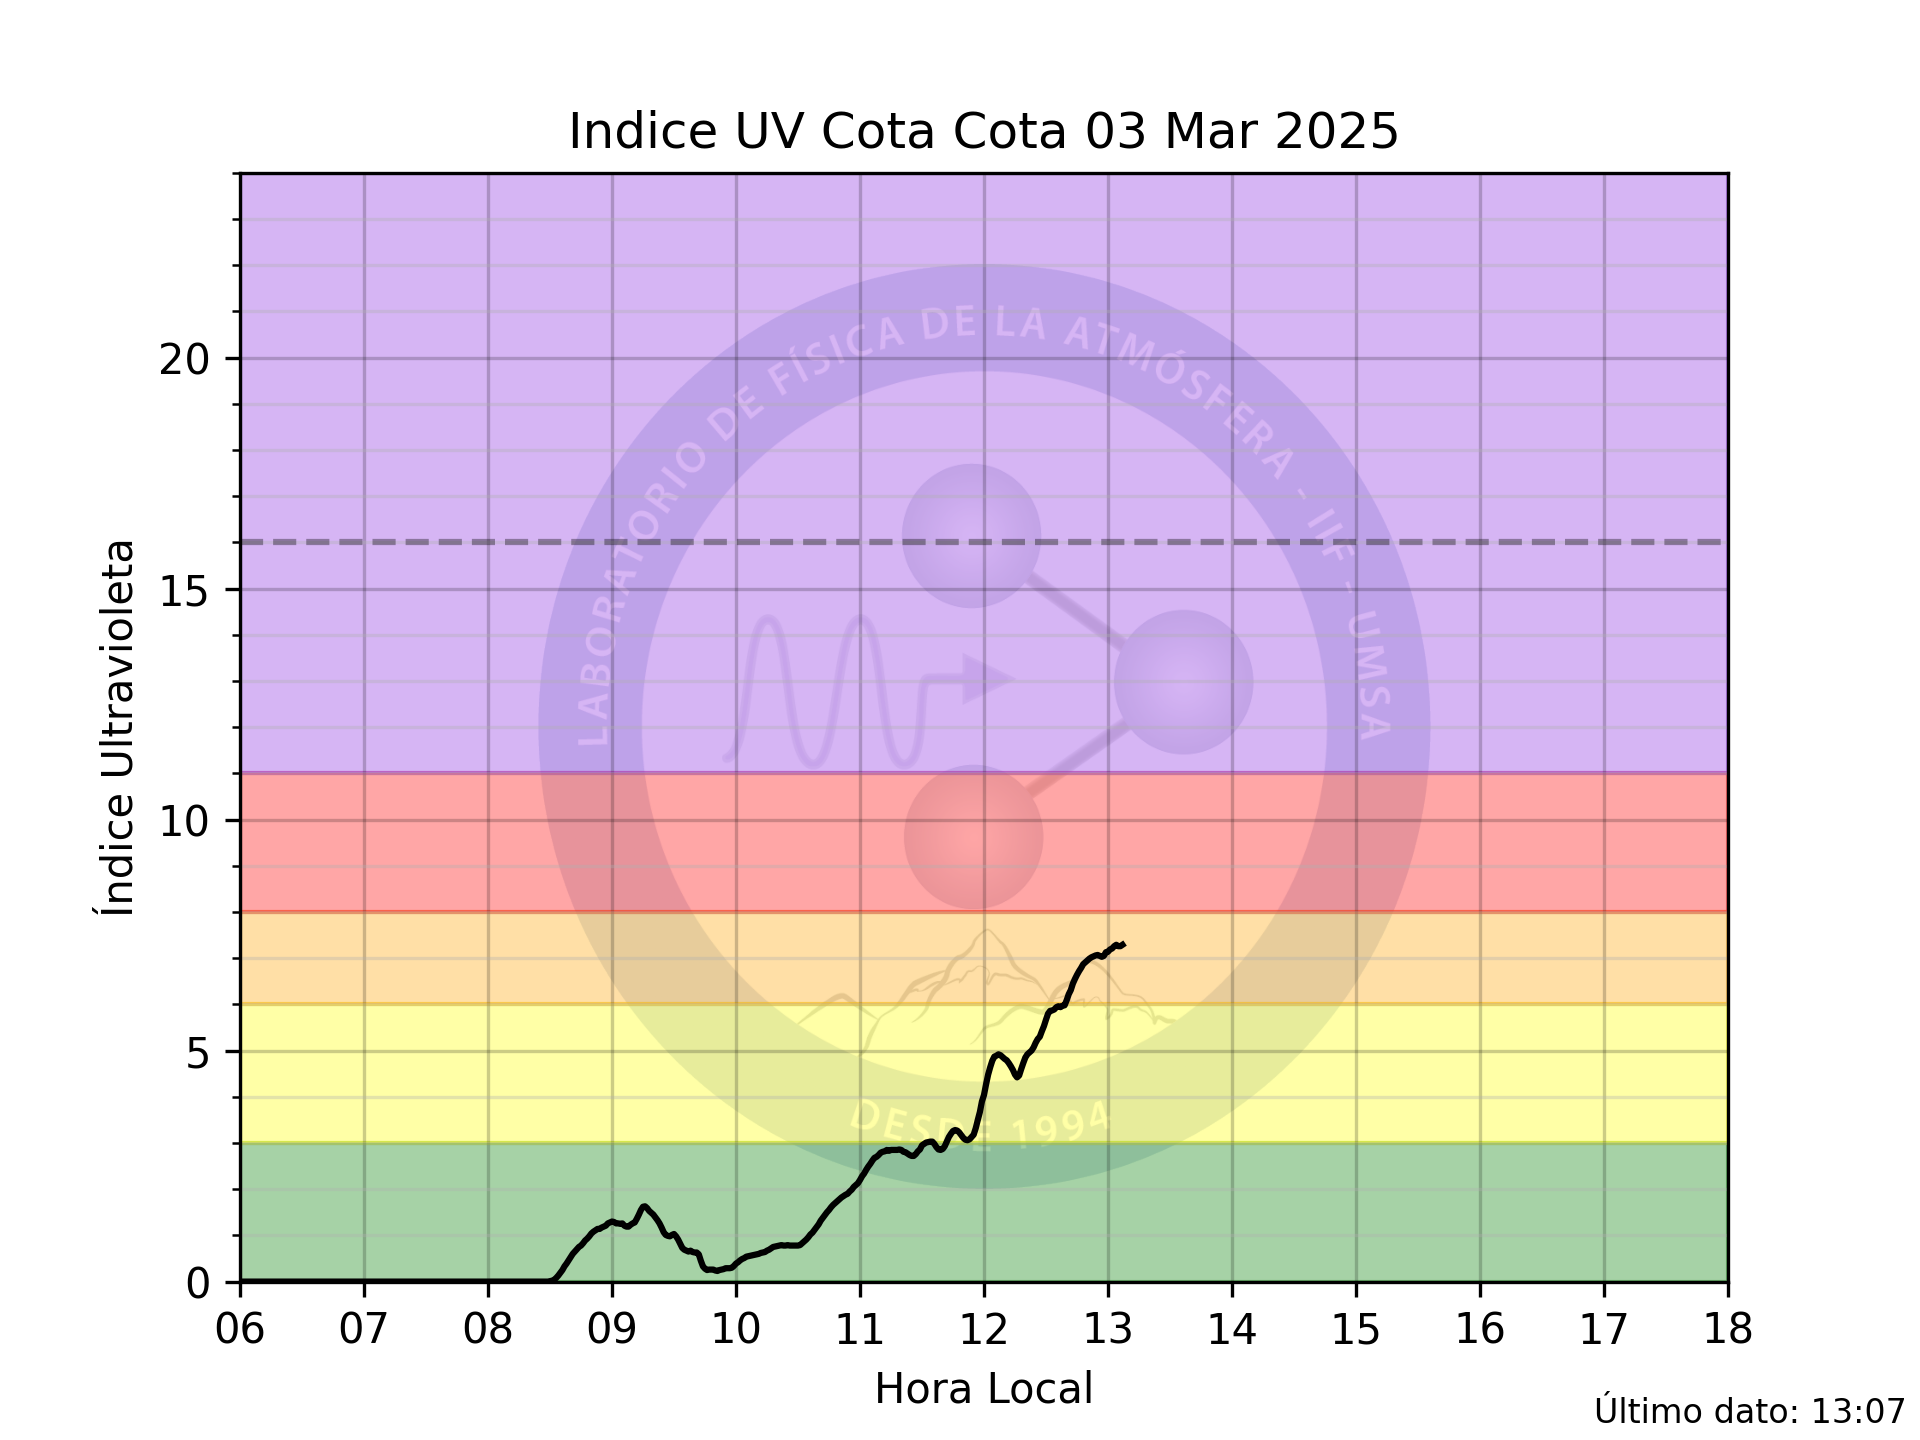 Indice UV Cota Cota 03 Mar 2025
LABORATORIO DE FÍSICA DE LA ATMÓSFERA - IIF - UMSA
DESDE 1994
Índice Ultravioleta
20
15
10
5
0
06 07 08 09 10 11 12 13 14 15 16 17 18
Hora Local
Último dato: 13:07